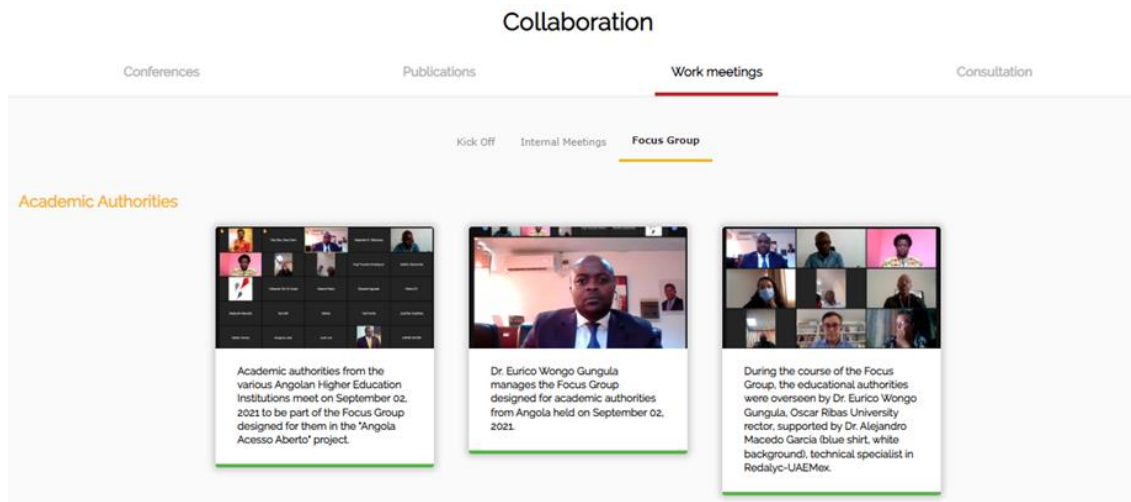 Collaboration
Conferences Publications Work meetings Consultation
Kick Off Internal Meetings Focus Group
Academic Authorities
Academic authorities from the
various Angolan Higher Education
Institutions meet on September 02,
2021 to be part of the Focus Group
designed for them in the "Angola
Acesso Aberto" project.
Dr. Eurico Wongo Gungula
manages the Focus Group
designed for academic authorities
from Angola held on September 02,
2021.
During the course of the Focus
Group, the educational authorities
were overseen by Dr. Eurico Wongo
Gungula, Oscar Ribas University
rector, supported by Dr. Alejandro
Macedo García (blue shirt, white
background), technical specialist in
Redalyc-UAEMex.